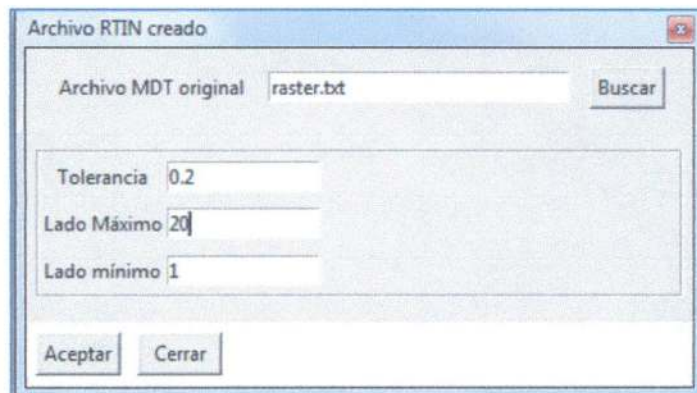 Archivo RTIN creado
Archivo MDT original raster.txt Buscar
Tolerancia 0.2
Lado Máximo 20
Lado mínimo 1
Aceptar Cerrar